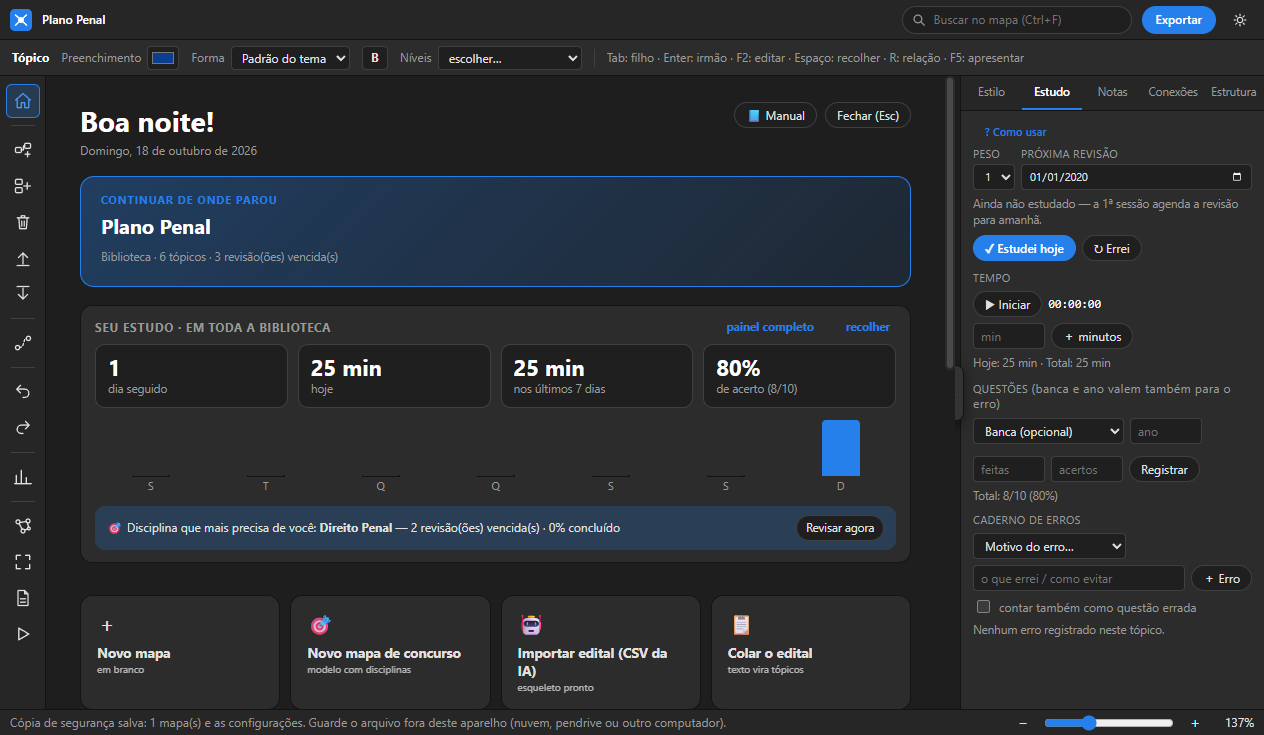 Plano Penal
Buscar no mapa (Ctrl+F)
Exportar
Tópico
Preenchimento
Forma
Padrão do tema
B
Níveis
escolher...
Tab: filho · Enter: irmão · F2: editar · Espaço: recolher · R: relação · F5: apresentar
Boa noite!
Domingo, 18 de outubro de 2026
Manual
Fechar (Esc)
CONTINUAR DE ONDE PAROU
Plano Penal
Biblioteca · 6 tópicos · 3 revisão(ões) vencida(s)
SEU ESTUDO · EM TODA A BIBLIOTECA
painel completo
recolher
1
dia seguido
25 min
hoje
25 min
nos últimos 7 dias
80%
de acerto (8/10)
S
T
Q
Q
S
S
D
Disciplina que mais precisa de você: Direito Penal — 2 revisão(ões) vencida(s) · 0% concluído
Revisar agora
+
Novo mapa
em branco
Novo mapa de concurso
modelo com disciplinas
Importar edital (CSV da
IA)
esqueleto pronto
Colar o edital
texto vira tópicos
Estilo
Estudo
Notas
Conexões
Estrutura
? Como usar
PESO
PRÓXIMA REVISÃO
1
01/01/2020
Ainda não estudado — a 1ª sessão agenda a revisão
para amanhã.
✓ Estudei hoje
↻ Errei
TEMPO
▶ Iniciar
00:00:00
min
+ minutos
Hoje: 25 min · Total: 25 min
QUESTÕES (banca e ano valem também para o
erro)
Banca (opcional)
ano
feitas
acertos
Registrar
Total: 8/10 (80%)
CADERNO DE ERROS
Motivo do erro...
o que errei / como evitar
+ Erro
contar também como questão errada
Nenhum erro registrado neste tópico.
Cópia de segurança salva: 1 mapa(s) e as configurações. Guarde o arquivo fora deste aparelho (nuvem, pendrive ou outro computador).
−
+
137%